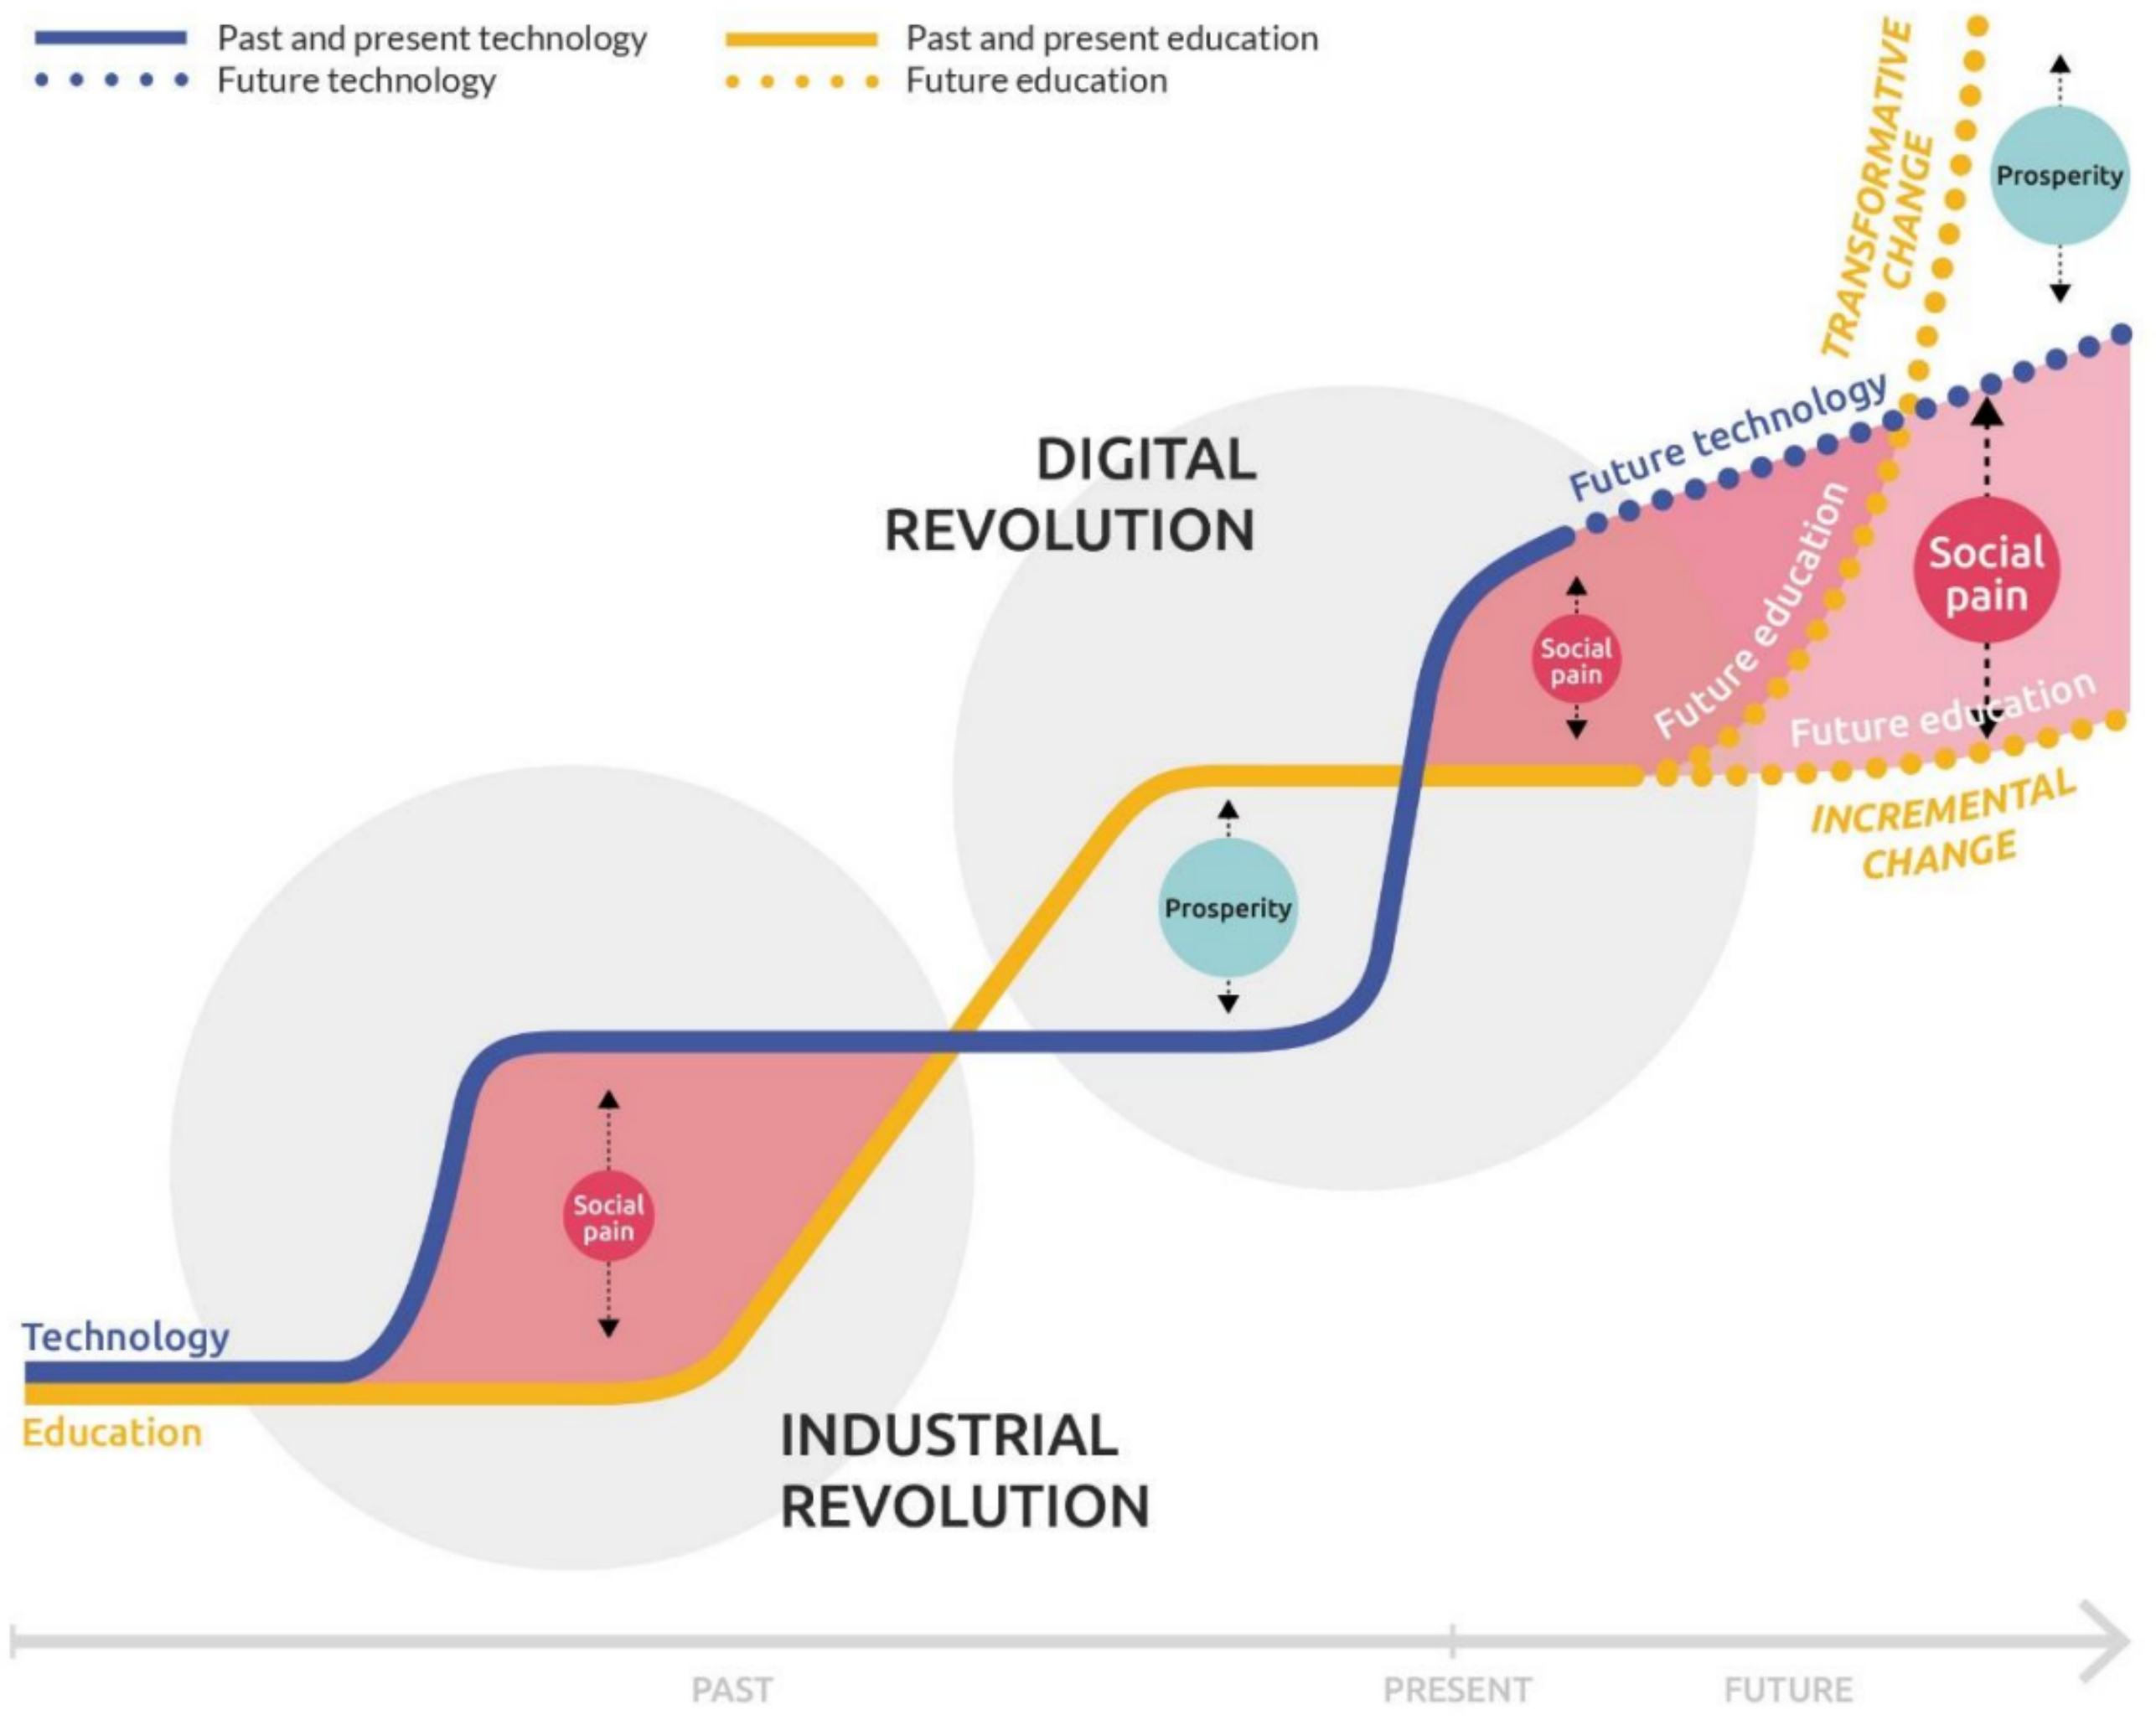 Past and present technology
Future technology
Past and present education
Future education
TRANSFORMATIVE
CHANGE
Prosperity
DIGITAL
REVOLUTION
Future technology
Social
pain
Future education
Social
pain
Future education
INCREMENTAL
CHANGE
Prosperity
Social
pain
Technology
Education
INDUSTRIAL
REVOLUTION
PAST
PRESENT
FUTURE